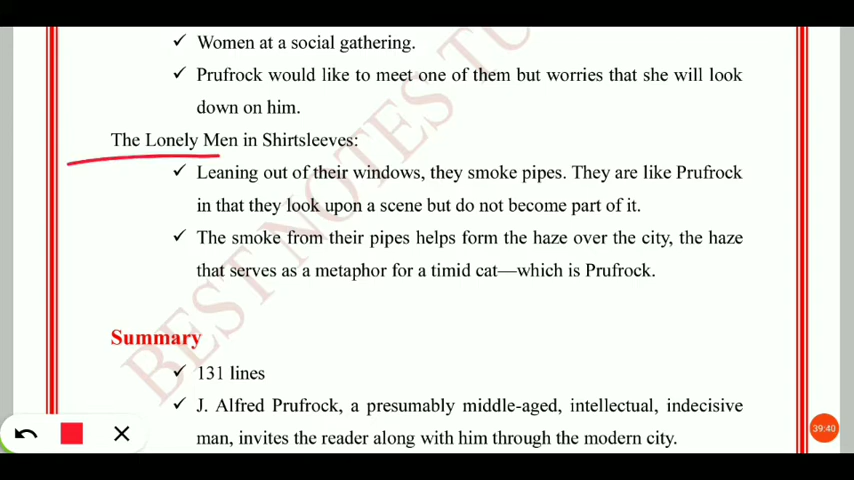 ✓ Women at a social gathering.
✓ Prufrock would like to meet one of them but worries that she will look
down on him.
The Lonely Men in Shirtsleeves:
✓ Leaning out of their windows, they smoke pipes. They are like Prufrock
in that they look upon a scene but do not become part of it.
✓ The smoke from their pipes helps form the haze over the city, the haze
that serves as a metaphor for a timid cat—which is Prufrock.
Summary
✓ 131 lines
✓ J. Alfred Prufrock, a presumably middle-aged, intellectual, indecisive
man, invites the reader along with him through the modern city.
39:40
BEST NOTES TU